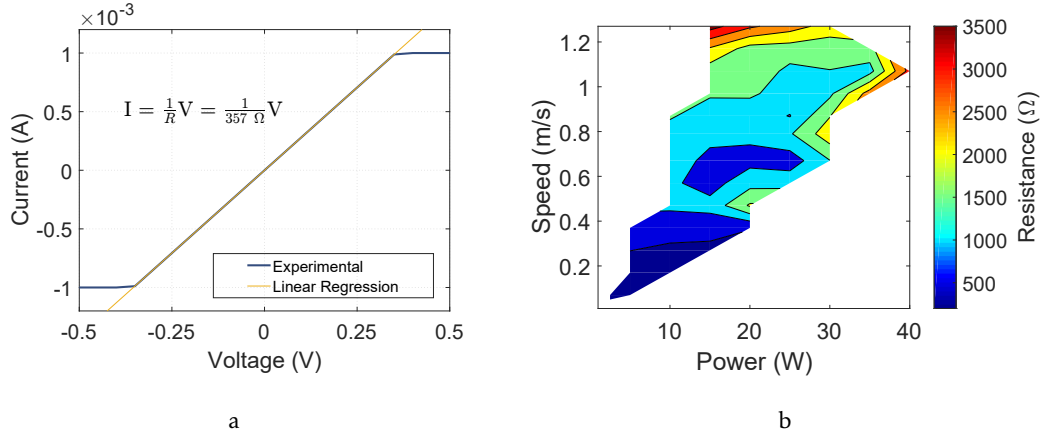 ×10⁻³
1
0.5
0
-0.5
-1
-0.5 -0.25 0 0.25 0.5
Current (A)
Voltage (V)
I = 1/R V = 1/357 Ω V
Experimental
Linear Regression
a
1.2
1
0.8
0.6
0.4
0.2
10 20 30 40
Speed (m/s)
Power (W)
3500
3000
2500
2000
1500
1000
500
Resistance (Ω)
b